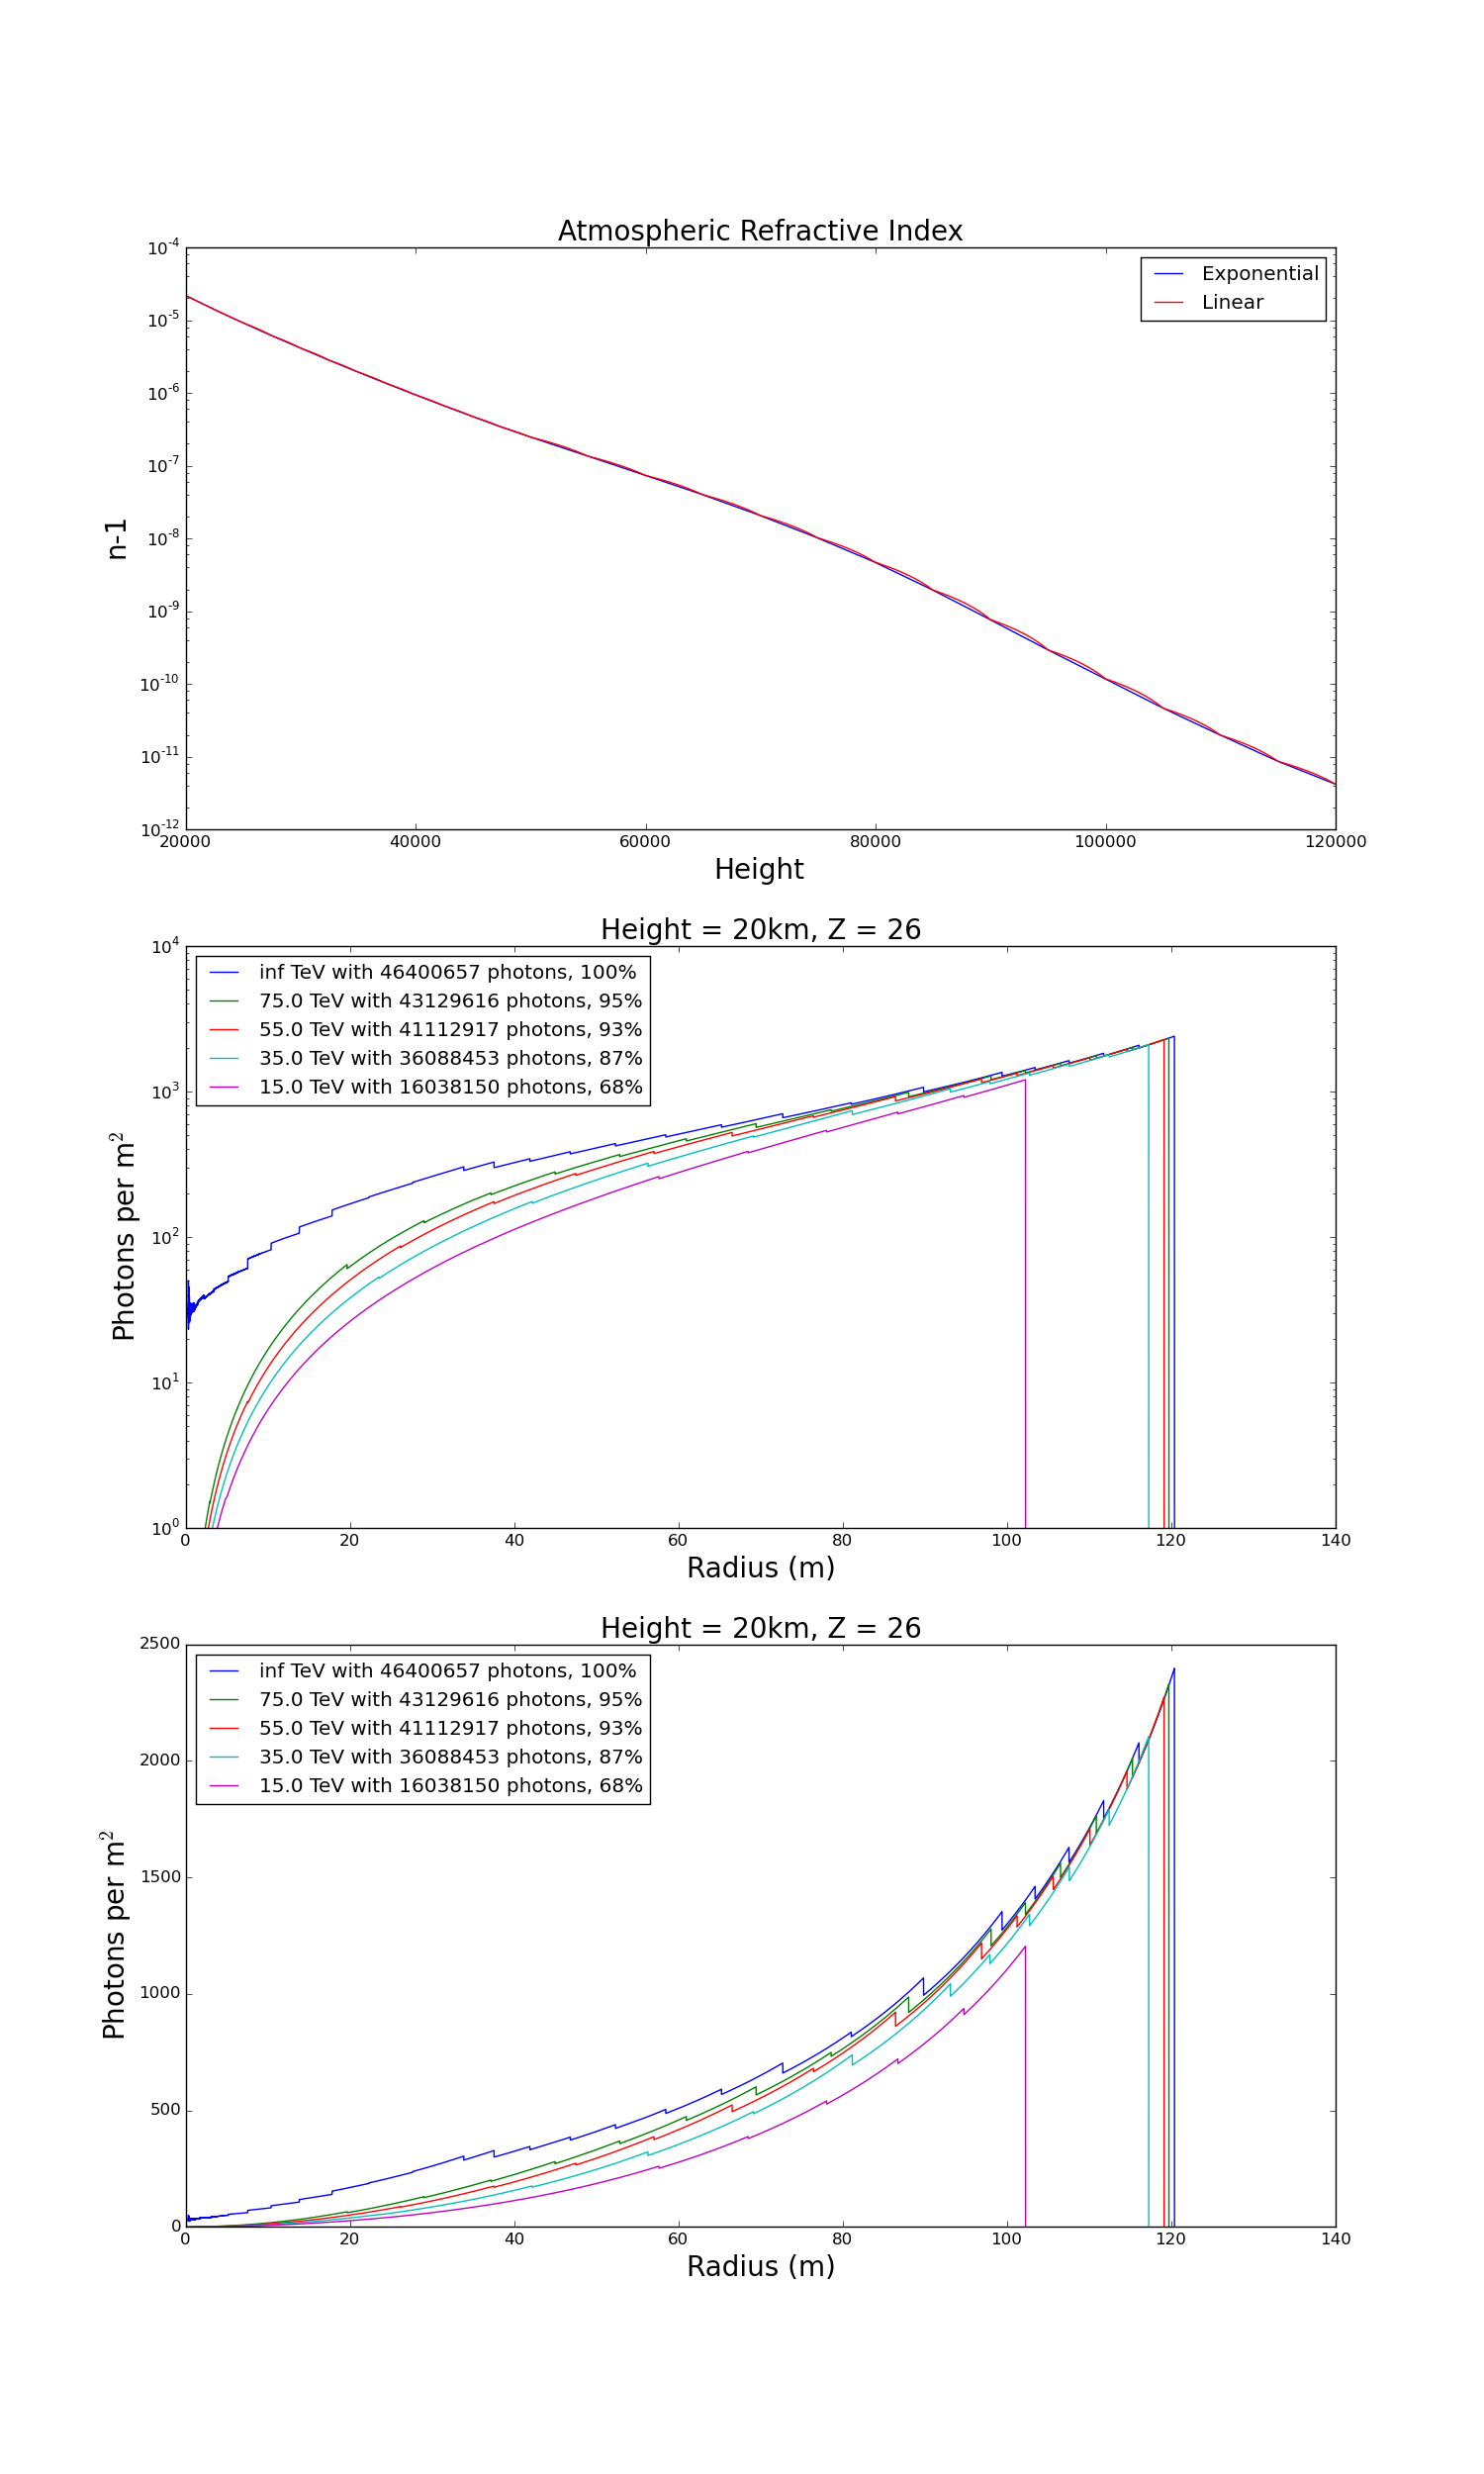 Atmospheric Refractive Index
10^-4
10^-5
10^-6
10^-7
10^-8
10^-9
10^-10
10^-11
10^-12
n-1
Exponential
Linear
20000 40000 60000 80000 100000 120000
Height
Height = 20km, Z = 26
10^4
10^3
10^2
10^1
10^0
Photons per m^2
inf TeV with 46400657 photons, 100%
75.0 TeV with 43129616 photons, 95%
55.0 TeV with 41112917 photons, 93%
35.0 TeV with 36088453 photons, 87%
15.0 TeV with 16038150 photons, 68%
0 20 40 60 80 100 120 140
Radius (m)
Height = 20km, Z = 26
2500
2000
1500
1000
500
0
Photons per m^2
inf TeV with 46400657 photons, 100%
75.0 TeV with 43129616 photons, 95%
55.0 TeV with 41112917 photons, 93%
35.0 TeV with 36088453 photons, 87%
15.0 TeV with 16038150 photons, 68%
0 20 40 60 80 100 120 140
Radius (m)